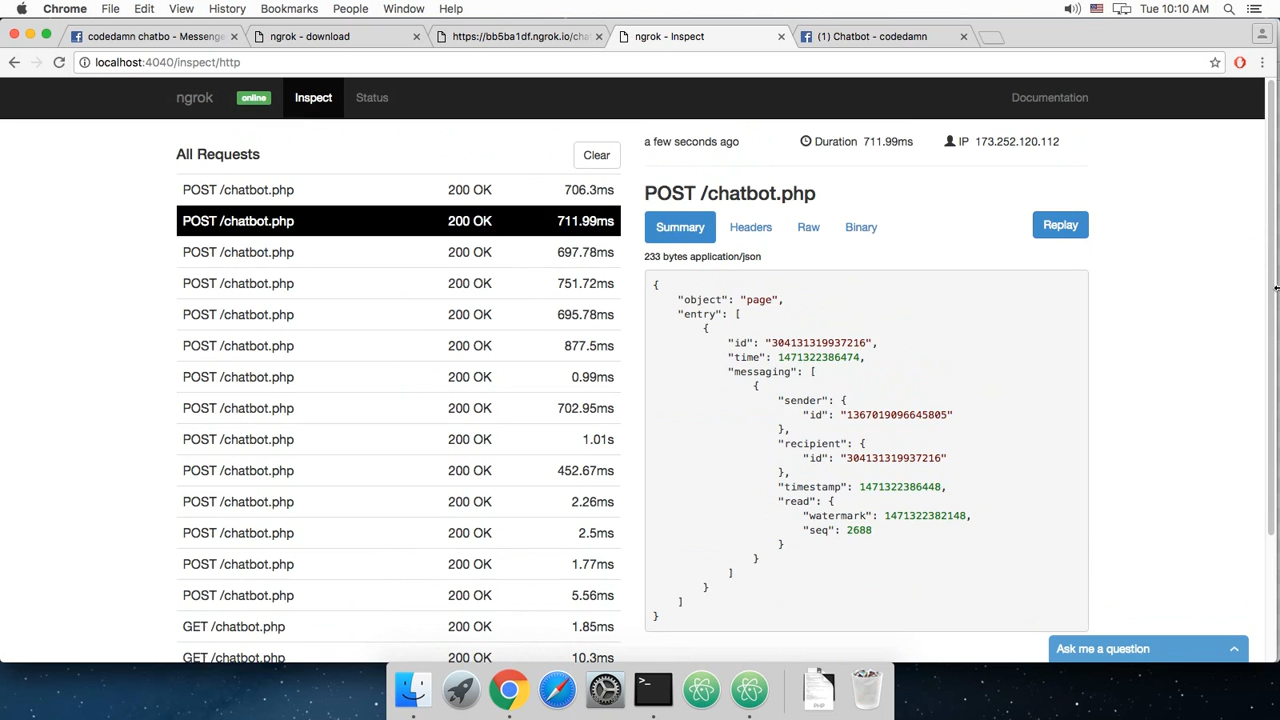 Chrome File Edit View History Bookmarks People Window Help Tue 10:10 AM
codedamn chatbo - Messenge × ngrok - download × https://bb5ba1df.ngrok.io/cha × ngrok - Inspect × (1) Chatbot - codedamn ×
localhost:4040/inspect/http
ngrok online Inspect Status Documentation
All Requests Clear
POST /chatbot.php 200 OK 706.3ms
POST /chatbot.php 200 OK 711.99ms
POST /chatbot.php 200 OK 697.78ms
POST /chatbot.php 200 OK 751.72ms
POST /chatbot.php 200 OK 695.78ms
POST /chatbot.php 200 OK 877.5ms
POST /chatbot.php 200 OK 0.99ms
POST /chatbot.php 200 OK 702.95ms
POST /chatbot.php 200 OK 1.01s
POST /chatbot.php 200 OK 452.67ms
POST /chatbot.php 200 OK 2.26ms
POST /chatbot.php 200 OK 2.5ms
POST /chatbot.php 200 OK 1.77ms
POST /chatbot.php 200 OK 5.56ms
GET /chatbot.php 200 OK 1.85ms
GET /chatbot.php 200 OK 10.3ms
a few seconds ago Duration 711.99ms IP 173.252.120.112
POST /chatbot.php
Summary Headers Raw Binary Replay
233 bytes application/json
{
"object": "page",
"entry": [
{
"id": "304131319937216",
"time": 1471322386474,
"messaging": [
{
"sender": {
"id": "1367019096645805"
},
"recipient": {
"id": "304131319937216"
},
"timestamp": 1471322386448,
"read": {
"watermark": 1471322382148,
"seq": 2688
}
}
]
}
]
}
Ask me a question
>_
PHP